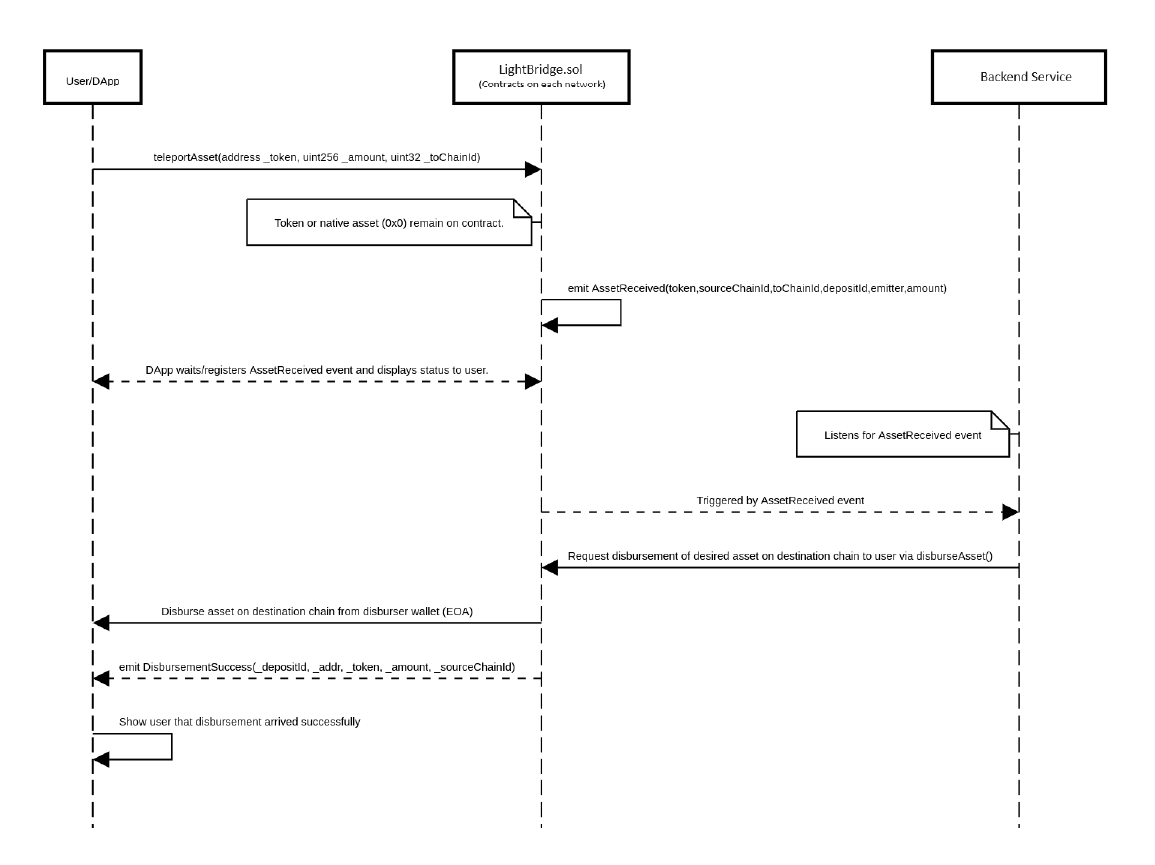 User/DApp
LightBridge.sol
(Contracts on each network)
Backend Service
teleportAsset(address _token, uint256 _amount, uint32 _toChainId)
Token or native asset (0x0) remain on contract.
emit AssetReceived(token,sourceChainId,toChainId,depositId,emitter,amount)
DApp waits/registers AssetReceived event and displays status to user.
Listens for AssetReceived event
Triggered by AssetReceived event
Request disbursement of desired asset on destination chain to user via disburseAsset()
Disburse asset on destination chain from disburser wallet (EOA)
emit DisbursementSuccess(_depositId, _addr, _token, _amount, _sourceChainId)
Show user that disbursement arrived successfully